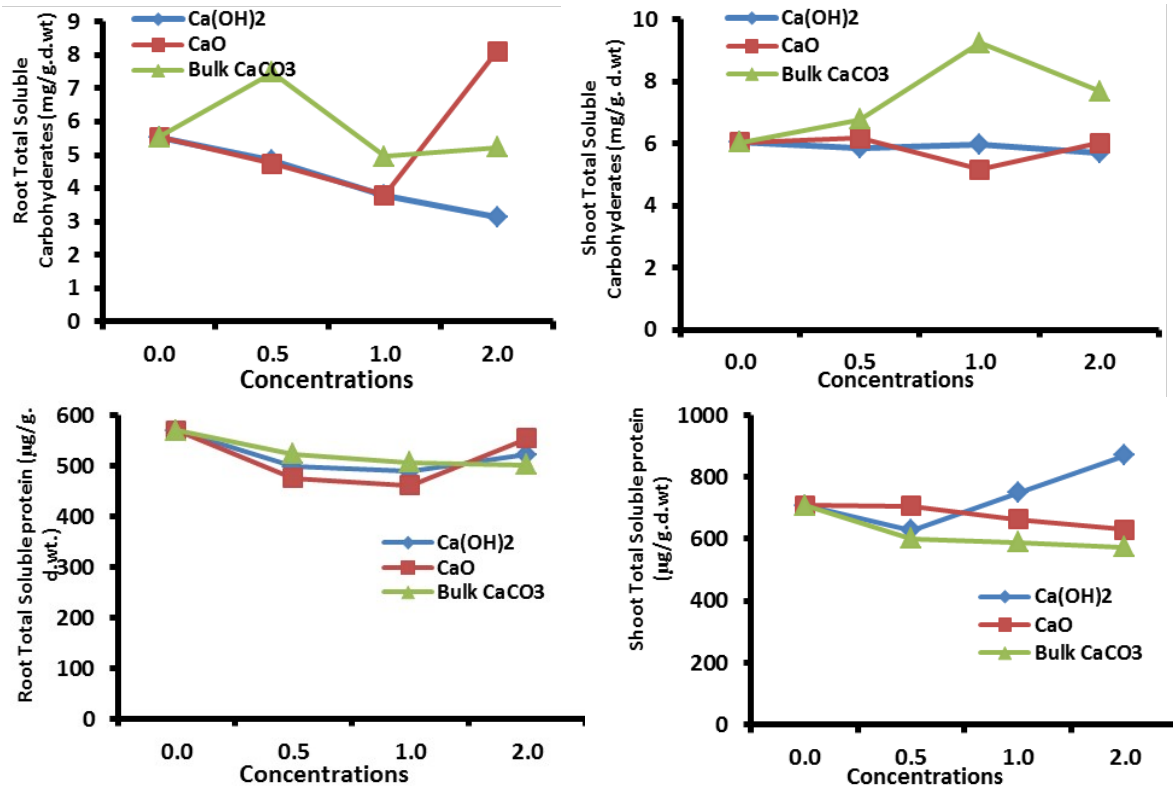 Root Total Soluble
Carbohyderates (mg/g.d.wt)
9
8
7
6
5
4
3
2
1
0
Ca(OH)2
CaO
Bulk CaCO3
0.0 0.5 1.0 2.0
Concentrations
Shoot Total Soluble
Carbohyderates (mg/g. d.wt)
10
8
6
4
2
0
Ca(OH)2
CaO
Bulk CaCO3
0.0 0.5 1.0 2.0
Concentrations
Root Total Soluble protein (µg/g.
d.wt.)
600
500
400
300
200
100
0
Ca(OH)2
CaO
Bulk CaCO3
0.0 0.5 1.0 2.0
Concentrations
Shoot Total Soluble protein
(µg/g.d.wt)
1000
800
600
400
200
0
Ca(OH)2
CaO
Bulk CaCO3
0.0 0.5 1.0 2.0
Concentrations